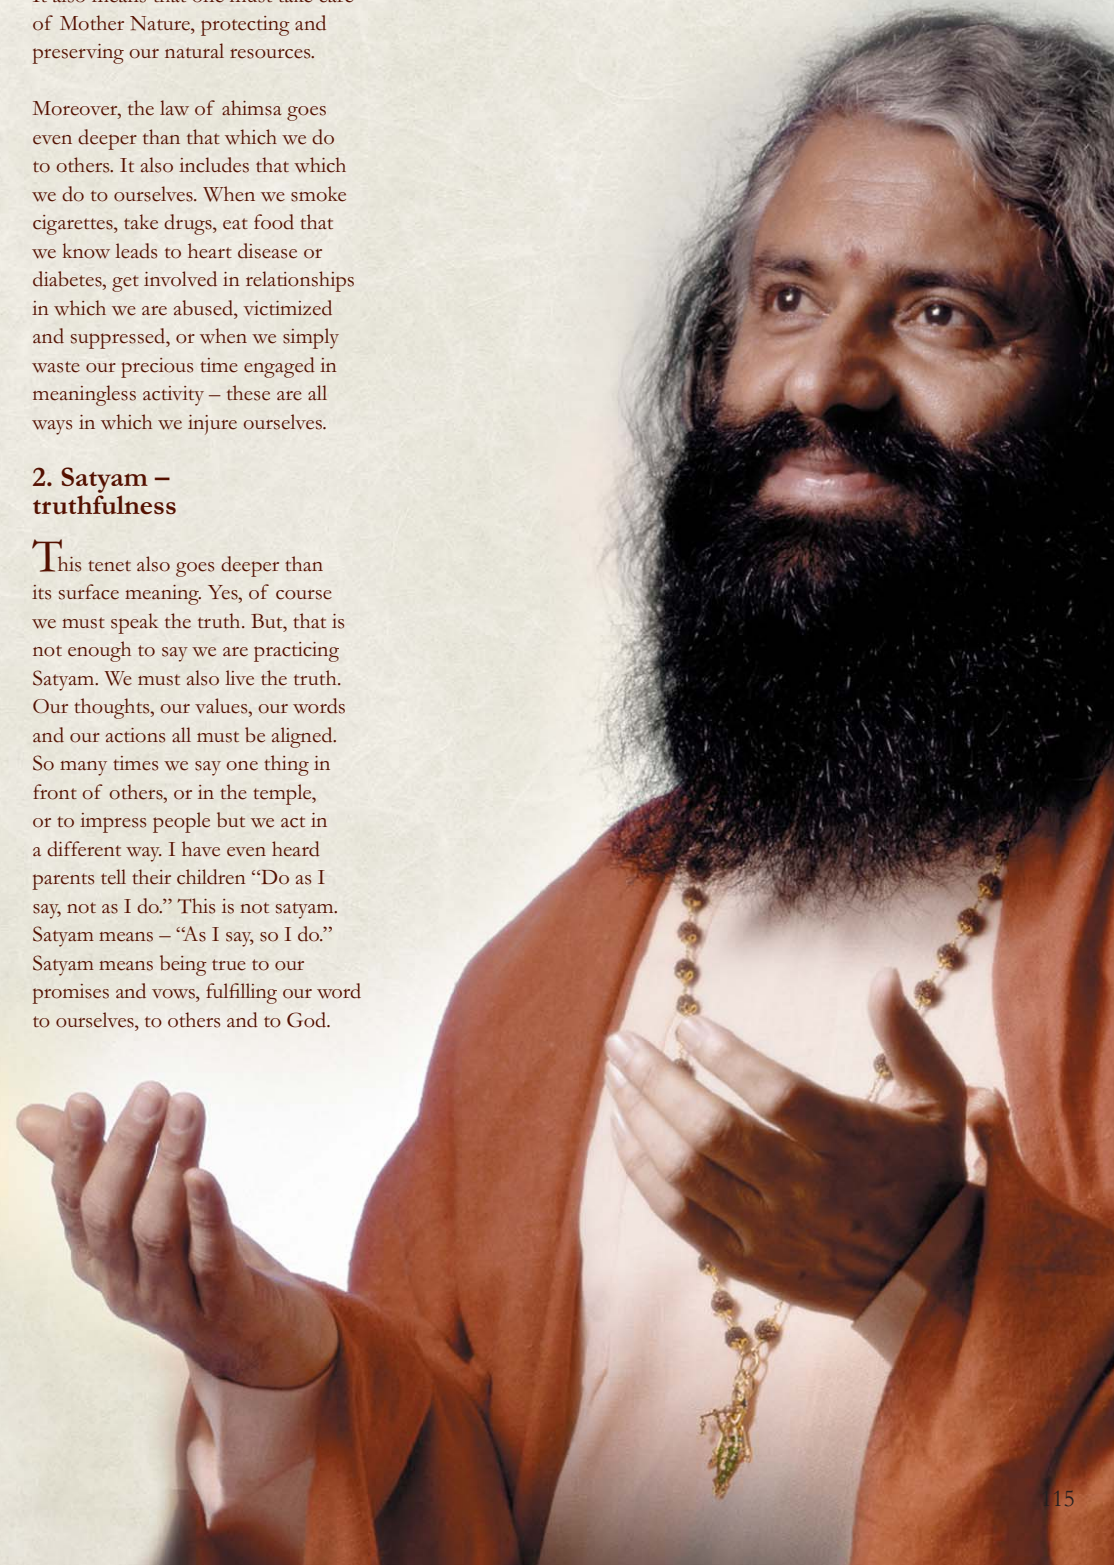 It also means that one must take care
of Mother Nature, protecting and
preserving our natural resources.
Moreover, the law of ahimsa goes
even deeper than that which we do
to others. It also includes that which
we do to ourselves. When we smoke
cigarettes, take drugs, eat food that
we know leads to heart disease or
diabetes, get involved in relationships
in which we are abused, victimized
and suppressed, or when we simply
waste our precious time engaged in
meaningless activity – these are all
ways in which we injure ourselves.
2. Satyam –
truthfulness
This tenet also goes deeper than
its surface meaning. Yes, of course
we must speak the truth. But, that is
not enough to say we are practicing
Satyam. We must also live the truth.
Our thoughts, our values, our words
and our actions all must be aligned.
So many times we say one thing in
front of others, or in the temple,
or to impress people but we act in
a different way. I have even heard
parents tell their children “Do as I
say, not as I do.” This is not satyam.
Satyam means – “As I say, so I do.”
Satyam means being true to our
promises and vows, fulfilling our word
to ourselves, to others and to God.
15